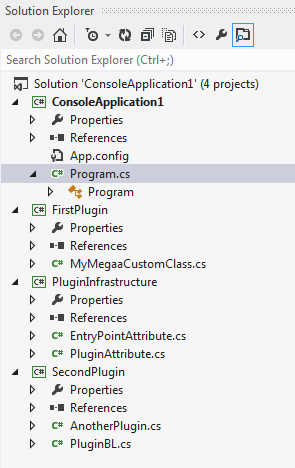 Solution Explorer
Search Solution Explorer (Ctrl+;)
Solution 'ConsoleApplication1' (4 projects)
C# ConsoleApplication1
Properties
References
App.config
C# Program.cs
Program
C# FirstPlugin
Properties
References
C# MyMegaaCustomClass.cs
C# PluginInfrastructure
Properties
References
C# EntryPointAttribute.cs
C# PluginAttribute.cs
C# SecondPlugin
Properties
References
C# AnotherPlugin.cs
C# PluginBL.cs